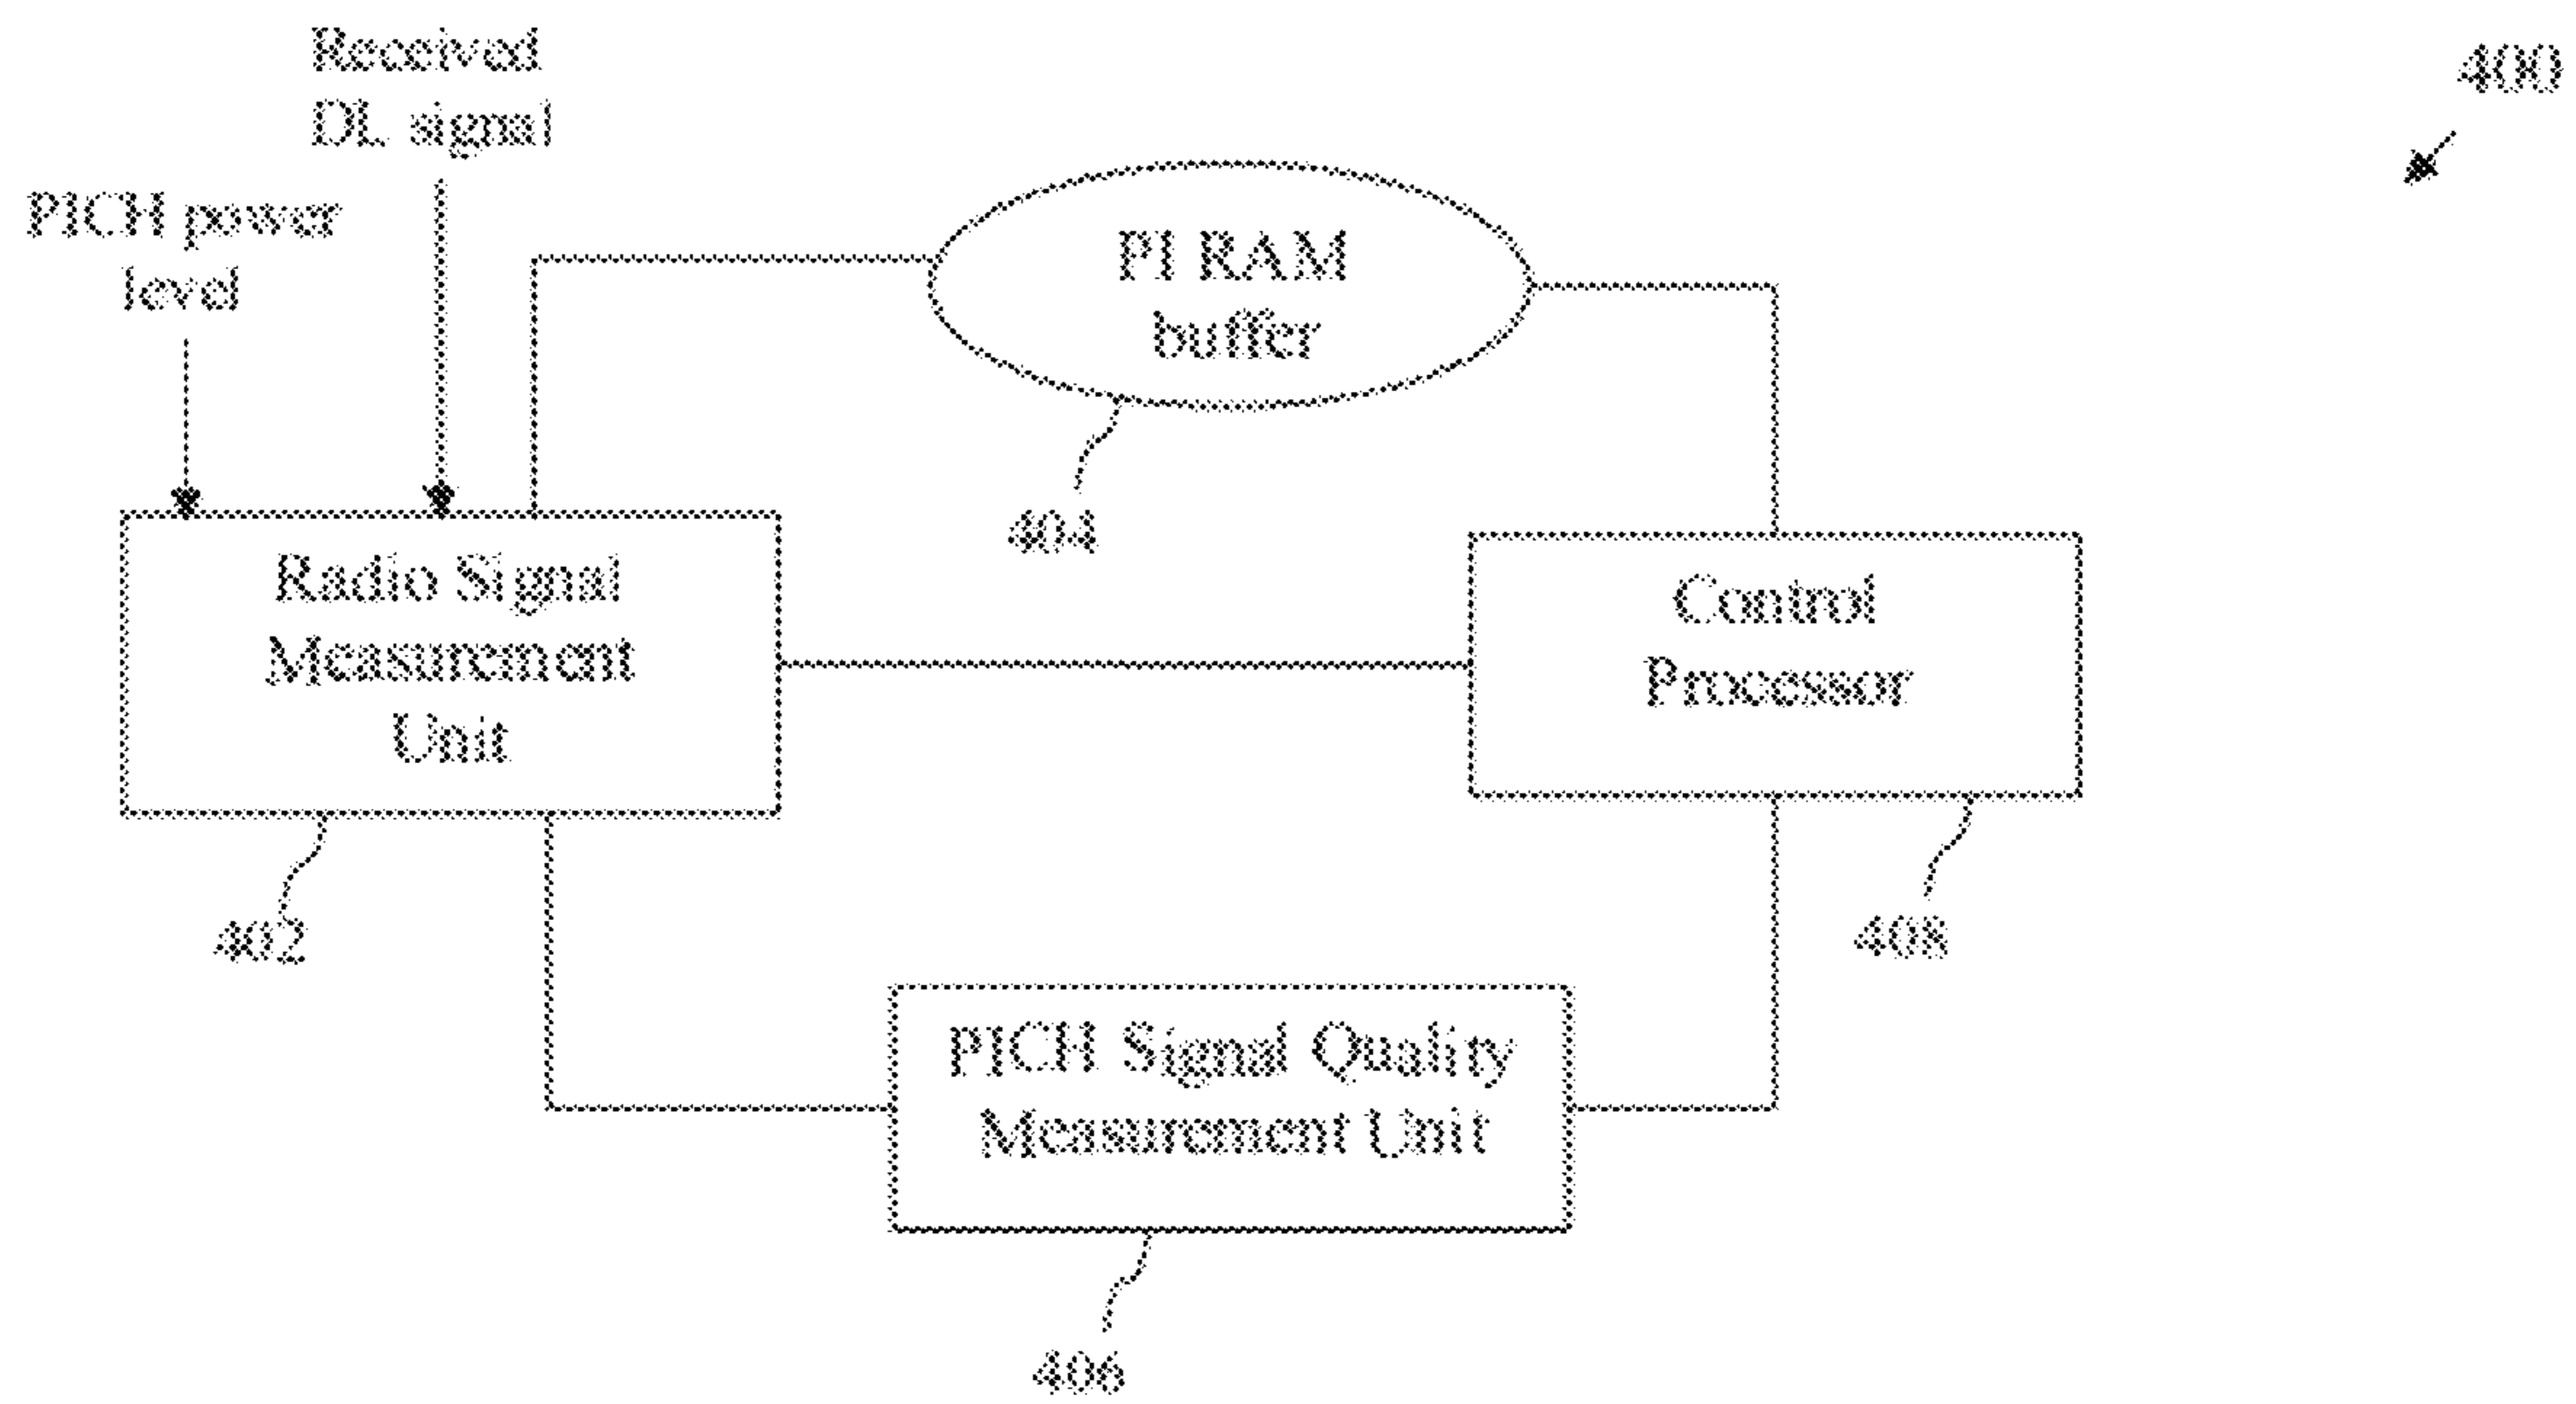 Received
DL signal
400
PICH power
level
PI RAM
buffer
404
Radio Signal
Measurement
Unit
Control
Processor
402
408
PICH Signal Quality
Measurement Unit
406